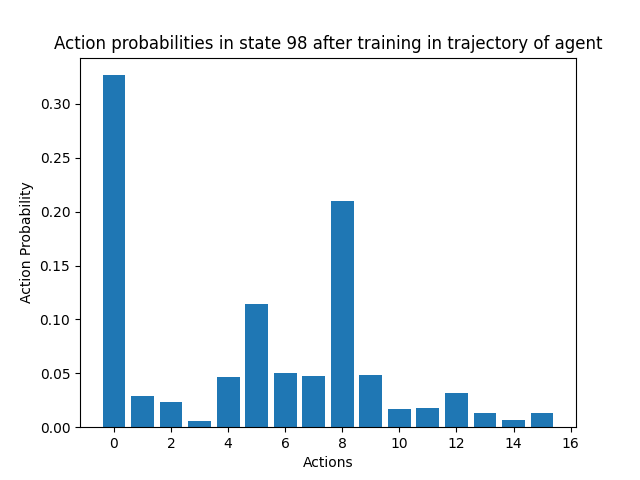 Action probabilities in state 98 after training in trajectory of agent
0.30
0.25
0.20
0.15
0.10
0.05
0.00
Action Probability
0 2 4 6 8 10 12 14 16
Actions